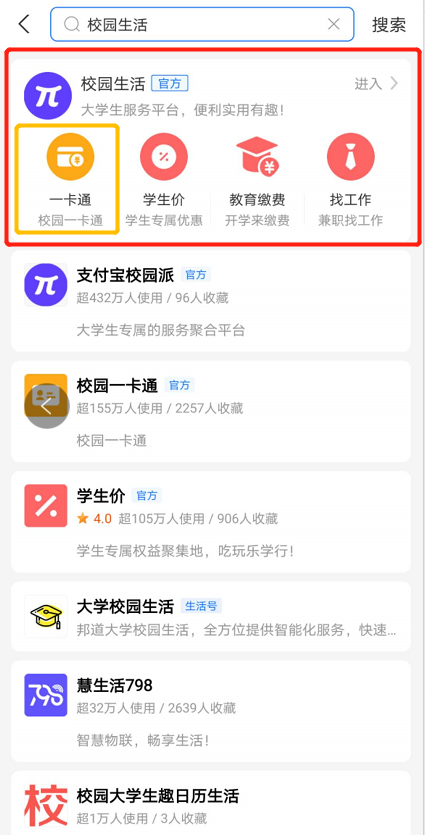 校园生活
搜索
校园生活 官方 进入
大学生服务平台，便利实用有趣！
一卡通 学生价 教育缴费 找工作
校园一卡通 学生专属优惠 开学来缴费 兼职找工作
支付宝校园派 官方
超432万人使用 / 96人收藏
大学生专属的服务聚合平台
校园一卡通 官方
超155万人使用 / 2257人收藏
校园一卡通
学生价 官方
4.0 超105万人使用 / 906人收藏
学生专属权益聚集地，吃玩乐学行！
大学校园生活 生活号
邦道大学校园生活，全方位提供智能化服务，快速...
798
慧生活798
超32万人使用 / 2639人收藏
智慧物联，畅享生活！
校
校园大学生趣日历生活
超1万人使用 / 3人收藏